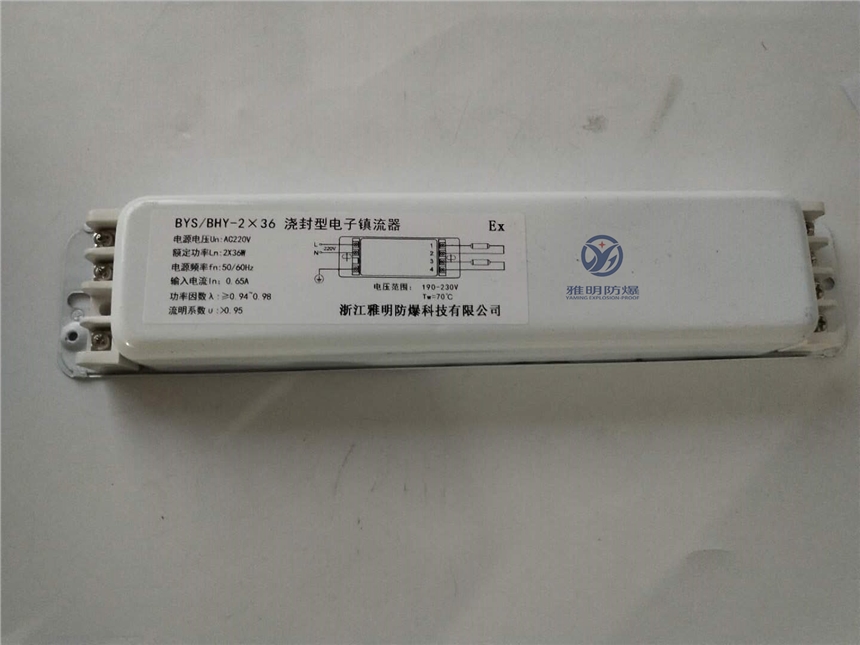 BYS/BHY-2×36 浇封型电子镇流器
Ex
电源电压Un:AC220V
额定功率Ln:2X36W
电源频率fn:50/60Hz
输入电流In: 0.65A
功率因数λ:≥0.94~0.98
流明系数υ:>0.95
L
N
220V
1
2
3
4
电压范围: 190-230V
Tw=70℃
浙江雅明防爆科技有限公司
雅明防爆
YAMING EXPLOSION-PROOF